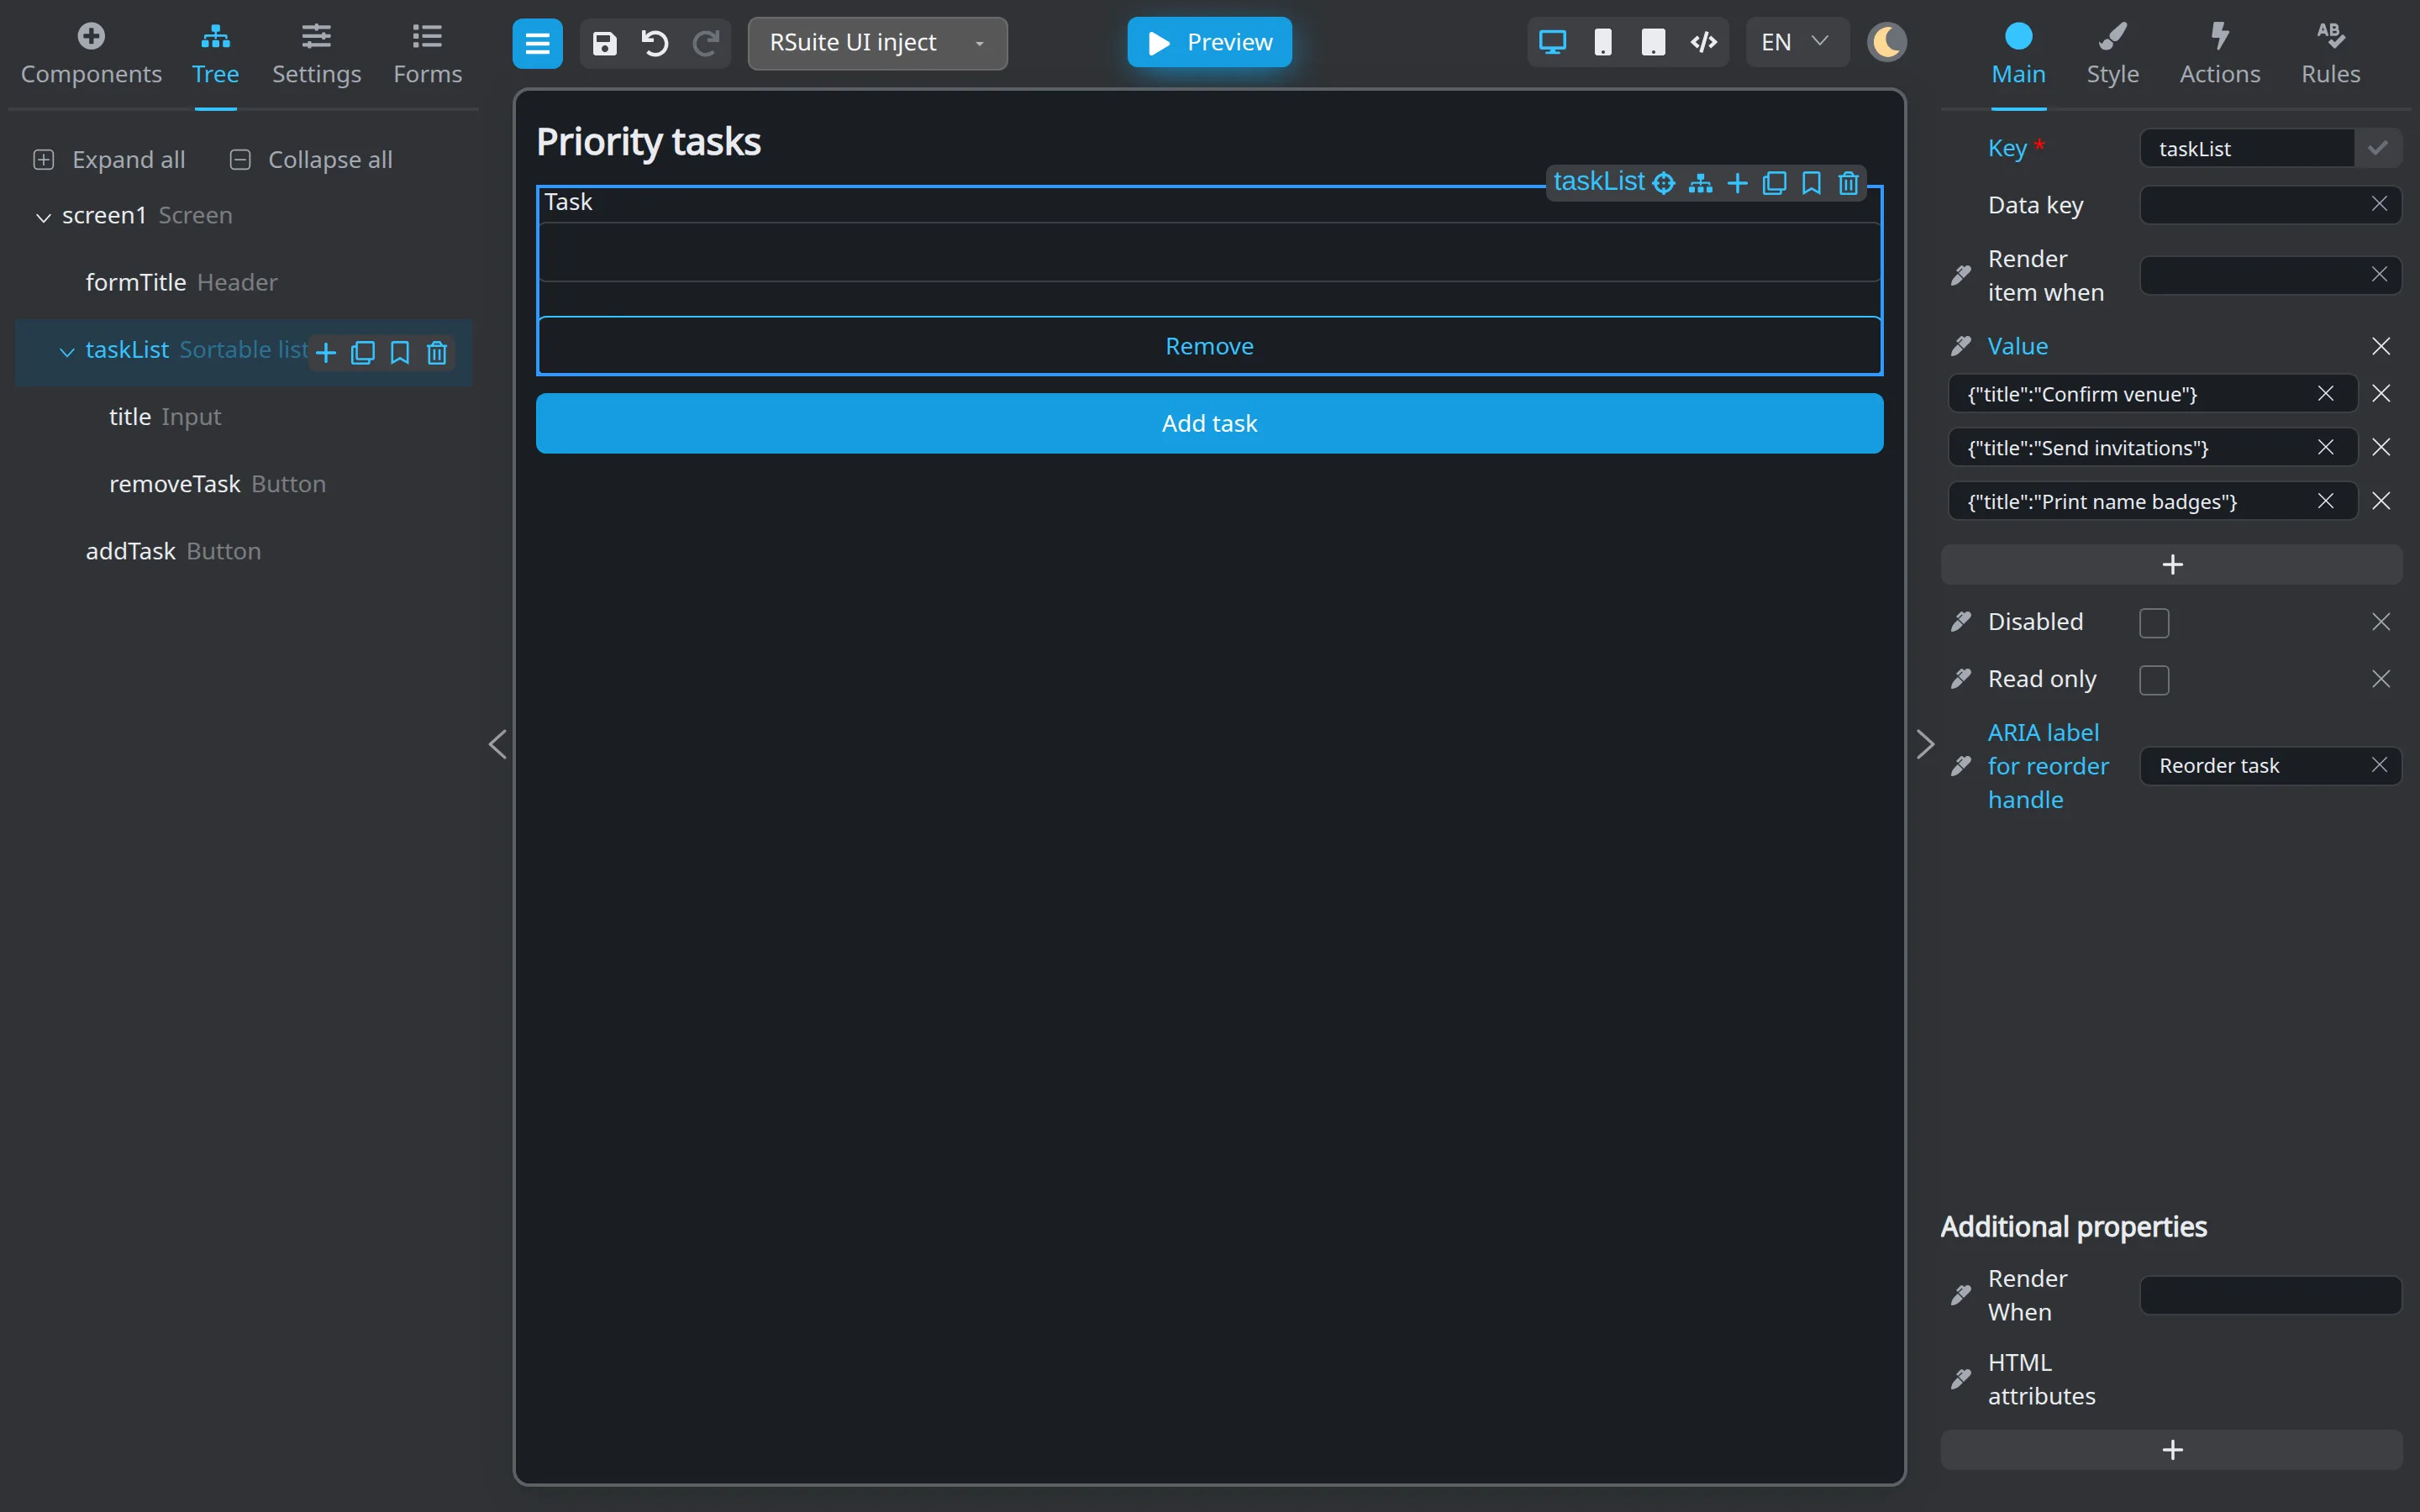 Components Tree Settings Forms
RSuite UI inject
Preview
EN
Main Style Actions Rules
Expand all Collapse all
screen1 Screen
formTitle Header
taskList Sortable list
title Input
removeTask Button
addTask Button
Priority tasks
taskList
Task
Remove
Add task
Key * taskList
Data key
Render
item when
Value
{"title":"Confirm venue"}
{"title":"Send invitations"}
{"title":"Print name badges"}
Disabled
Read only
ARIA label
for reorder
handle
Reorder task
Additional properties
Render
When
HTML
attributes